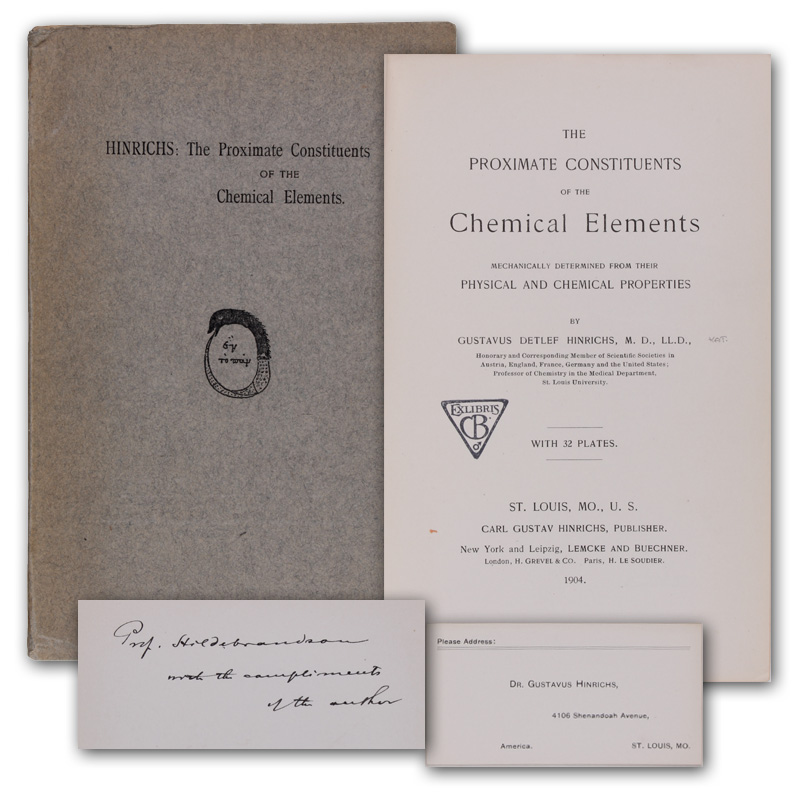 HINRICHS: The Proximate Constituents
OF THE
Chemical Elements.
ἓν
τὸ πᾶν
THE
PROXIMATE CONSTITUENTS
OF THE
Chemical Elements
MECHANICALLY DETERMINED FROM THEIR
PHYSICAL AND CHEMICAL PROPERTIES
BY
GUSTAVUS DETLEF HINRICHS, M. D., LL.D.,
Honorary and Corresponding Member of Scientific Societies in
Austria, England, France, Germany and the United States;
Professor of Chemistry in the Medical Department,
St. Louis University.
EXLIBRIS
CB
WITH 32 PLATES.
ST. LOUIS, MO., U. S.
CARL GUSTAV HINRICHS, PUBLISHER.
New York and Leipzig, LEMCKE AND BUECHNER.
London, H. GREVEL & CO. Paris, H. LE SOUDIER.
1904.
Prof. Hildebrandson
with the compliments
of the author
Please Address:
DR. GUSTAVUS HINRICHS,
4106 Shenandoah Avenue,
America. ST. LOUIS, MO.